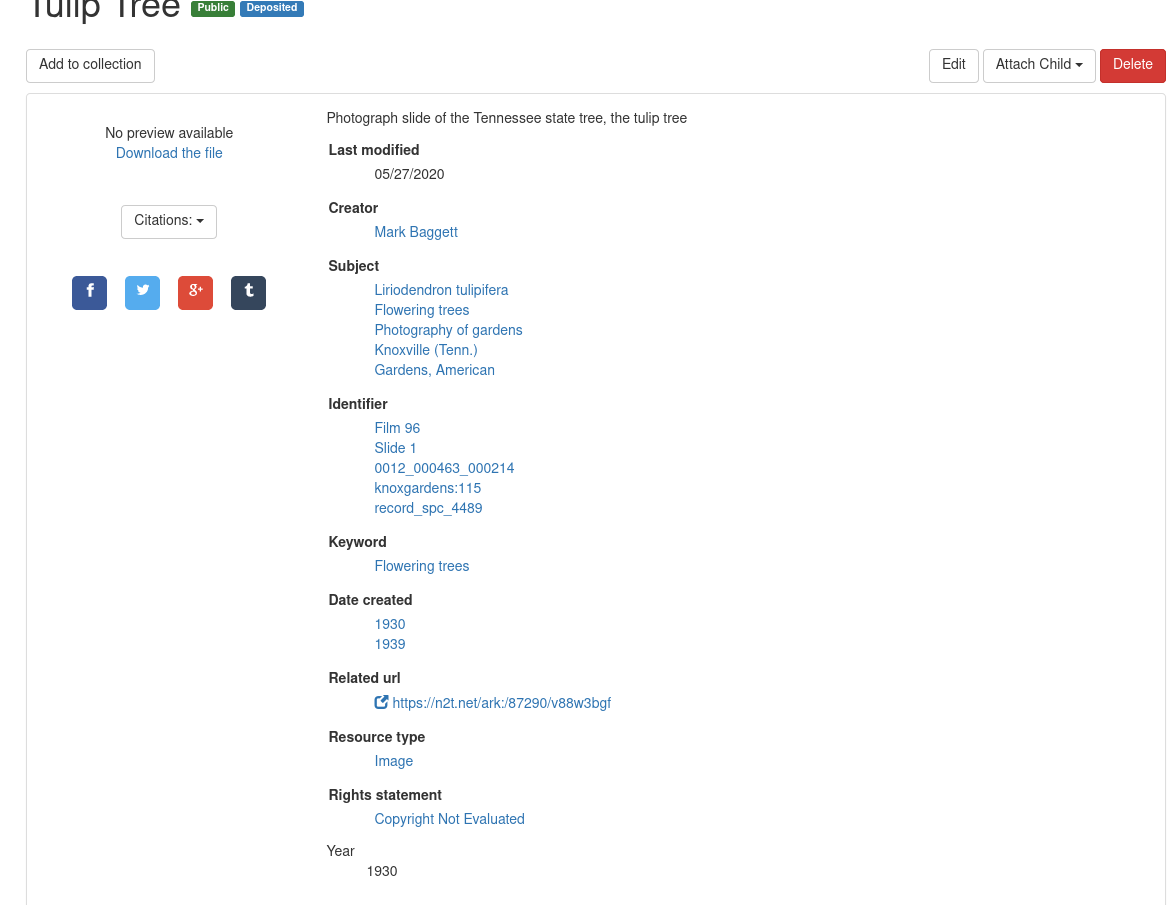 Tulip Tree Public Deposited
Add to collection Edit Attach Child Delete
No preview available
Download the file
Citations:
f g+ t
Photograph slide of the Tennessee state tree, the tulip tree
Last modified
05/27/2020
Creator
Mark Baggett
Subject
Liriodendron tulipifera
Flowering trees
Photography of gardens
Knoxville (Tenn.)
Gardens, American
Identifier
Film 96
Slide 1
0012_000463_000214
knoxgardens:115
record_spc_4489
Keyword
Flowering trees
Date created
1930
1939
Related url
https://n2t.net/ark:/87290/v88w3bgf
Resource type
Image
Rights statement
Copyright Not Evaluated
Year
1930